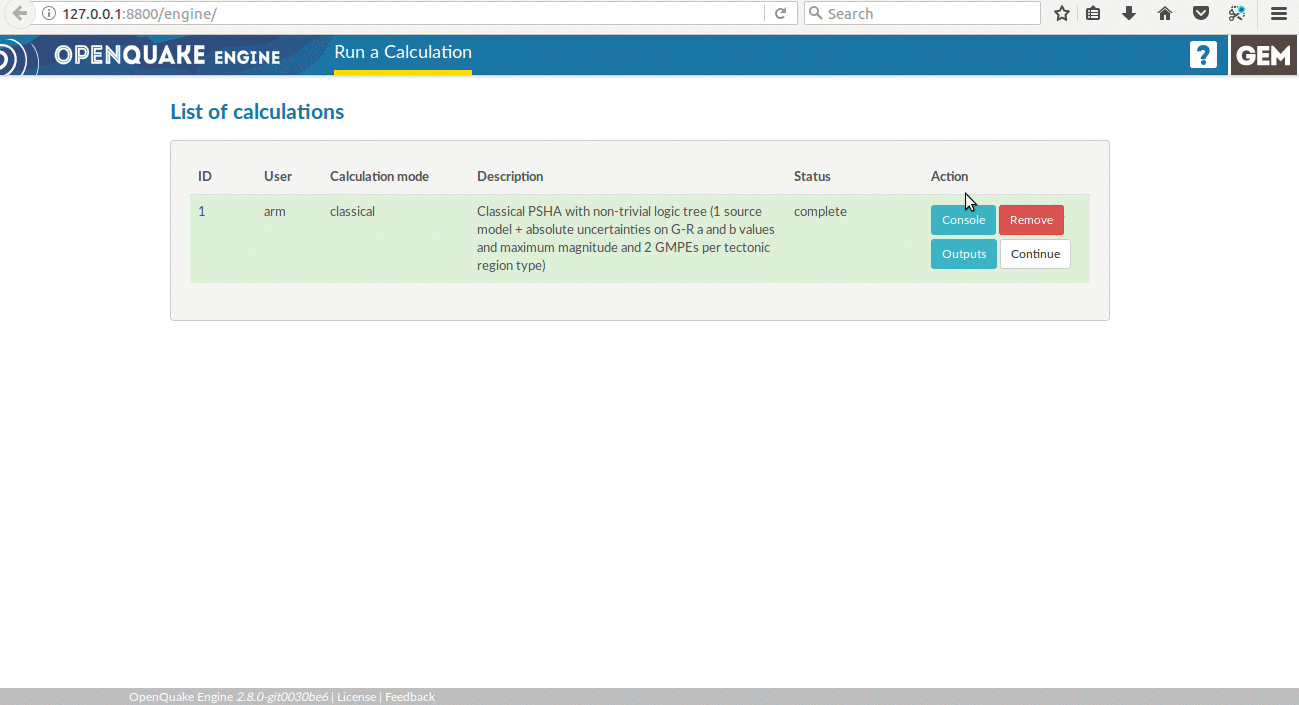 127.0.0.1:8800/engine/
Search
OPENQUAKE ENGINE
Run a Calculation
?
GEM
List of calculations
ID User Calculation mode Description Status Action
1 arm classical Classical PSHA with non-trivial logic tree (1 source complete Console Remove
model + absolute uncertainties on G-R a and b values
and maximum magnitude and 2 GMPEs per tectonic Outputs Continue
region type)
OpenQuake Engine 2.8.0-git0030be6 | License | Feedback